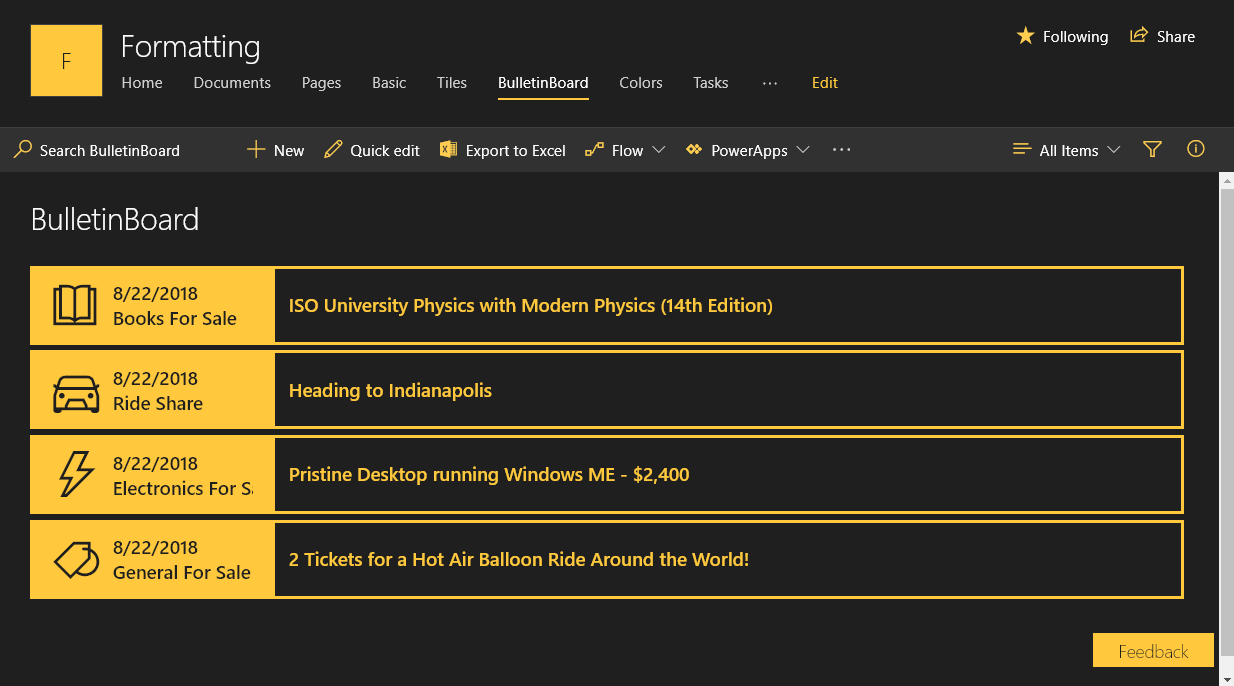 F
Formatting
Following Share
Home Documents Pages Basic Tiles BulletinBoard Colors Tasks ··· Edit
Search BulletinBoard New Quick edit Export to Excel Flow PowerApps ··· All Items
BulletinBoard
8/22/2018
Books For Sale
ISO University Physics with Modern Physics (14th Edition)
8/22/2018
Ride Share
Heading to Indianapolis
8/22/2018
Electronics For Sa
Pristine Desktop running Windows ME - $2,400
8/22/2018
General For Sale
2 Tickets for a Hot Air Balloon Ride Around the World!
Feedback